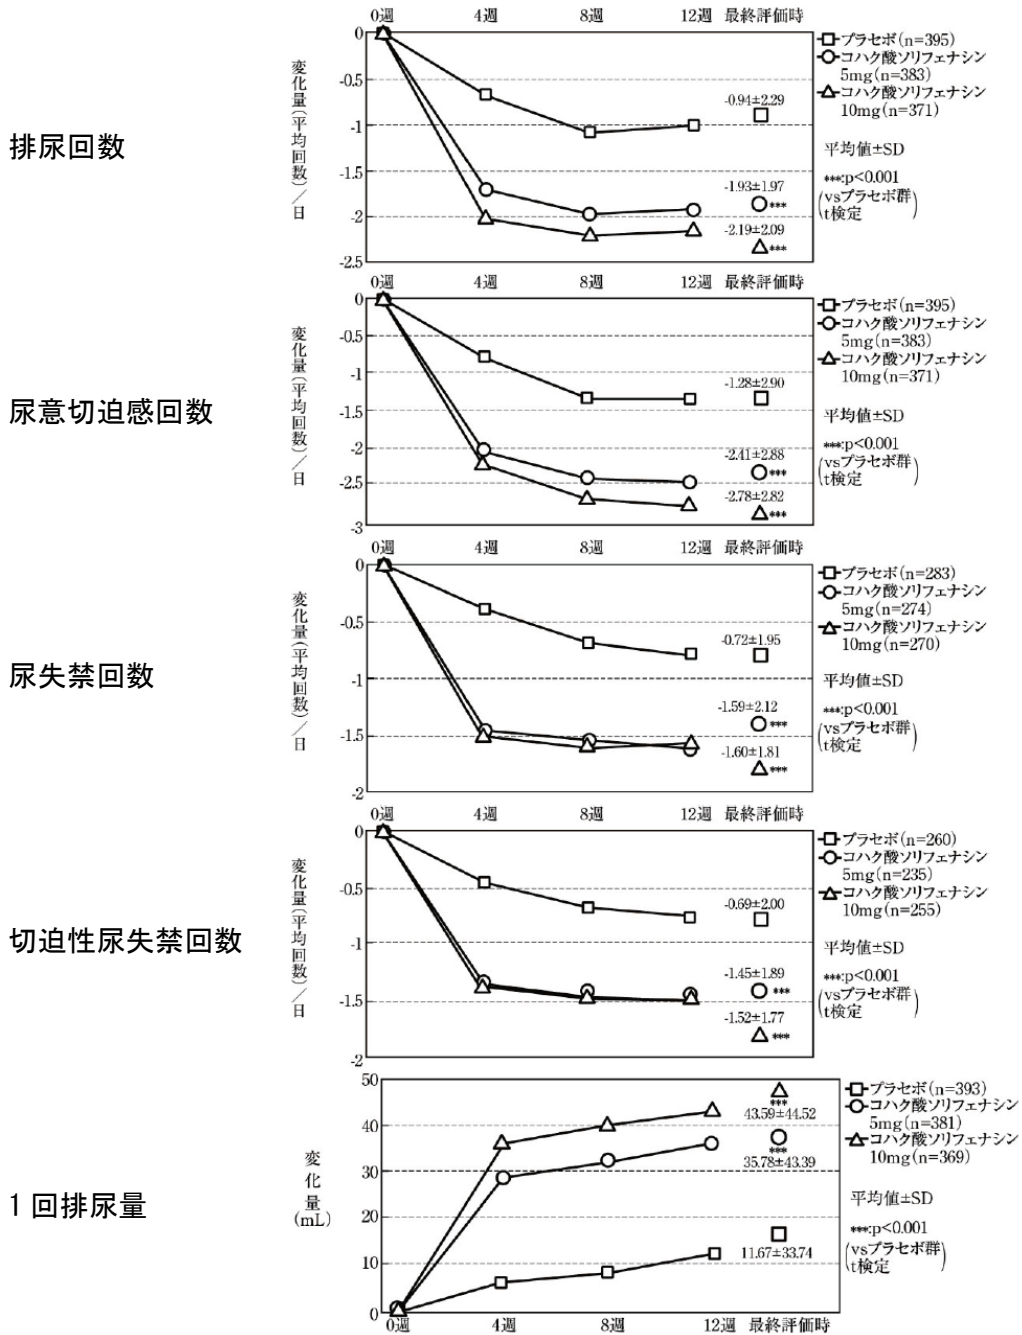 排尿回数
0週 4週 8週 12週 最終評価時
変化量(平均回数)/日
0
-0.5
-1
-1.5
-2
-2.5
-0.94±2.29
-1.93±1.97
***
-2.19±2.09
***
プラセボ(n=395)
コハク酸ソリフェナシン
5mg(n=383)
コハク酸ソリフェナシン
10mg(n=371)
平均値±SD
***:p<0.001
(vsプラセボ群
t検定)
尿意切迫感回数
0週 4週 8週 12週 最終評価時
変化量(平均回数)/日
0
-0.5
-1
-1.5
-2
-2.5
-3
-1.28±2.90
-2.41±2.88
***
-2.78±2.82
***
プラセボ(n=395)
コハク酸ソリフェナシン
5mg(n=383)
コハク酸ソリフェナシン
10mg(n=371)
平均値±SD
***:p<0.001
(vsプラセボ群
t検定)
尿失禁回数
0週 4週 8週 12週 最終評価時
変化量(平均回数)/日
0
-0.5
-1
-1.5
-2
-0.72±1.95
-1.59±2.12
***
-1.60±1.81
***
プラセボ(n=283)
コハク酸ソリフェナシン
5mg(n=274)
コハク酸ソリフェナシン
10mg(n=270)
平均値±SD
***:p<0.001
(vsプラセボ群
t検定)
切迫性尿失禁回数
0週 4週 8週 12週 最終評価時
変化量(平均回数)/日
0
-0.5
-1
-1.5
-2
-0.69±2.00
-1.45±1.89
***
-1.52±1.77
***
プラセボ(n=260)
コハク酸ソリフェナシン
5mg(n=235)
コハク酸ソリフェナシン
10mg(n=255)
平均値±SD
***:p<0.001
(vsプラセボ群
t検定)
1回排尿量
変化量(mL)
50
40
30
20
10
0
***
43.59±44.52
***
35.78±43.39
11.67±33.74
0週 4週 8週 12週 最終評価時
プラセボ(n=393)
コハク酸ソリフェナシン
5mg(n=381)
コハク酸ソリフェナシン
10mg(n=369)
平均値±SD
***:p<0.001
(vsプラセボ群
t検定)